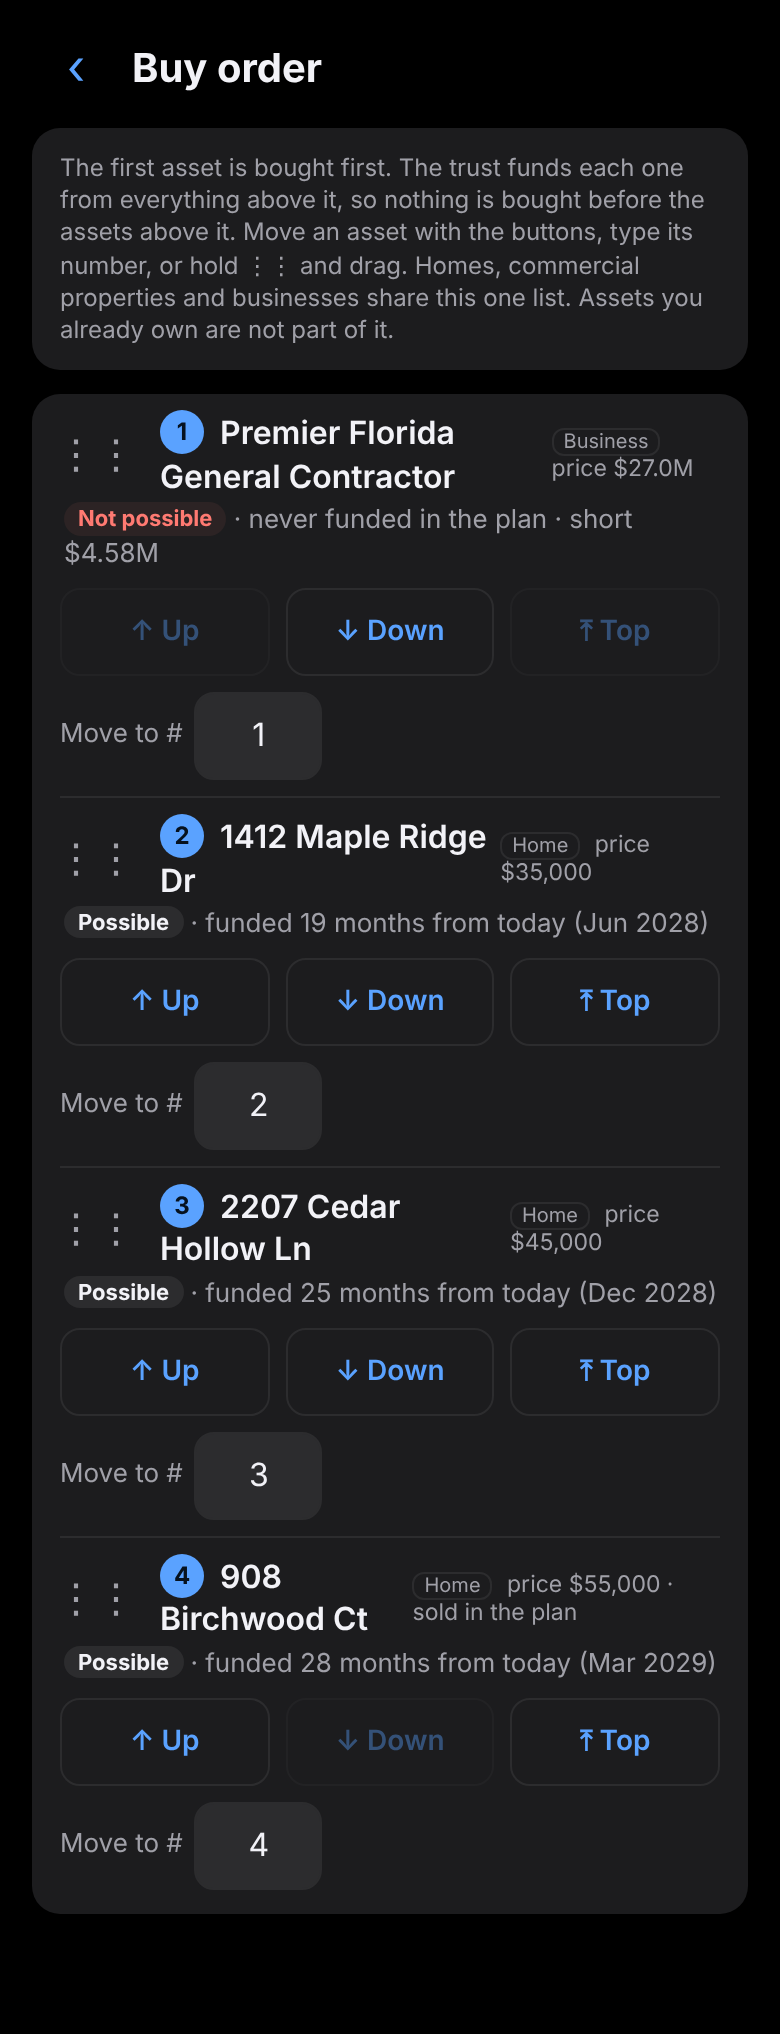 ‹ Buy order
The first asset is bought first. The trust funds each one
from everything above it, so nothing is bought before the
assets above it. Move an asset with the buttons, type its
number, or hold ⋮⋮ and drag. Homes, commercial
properties and businesses share this one list. Assets you
already own are not part of it.
⋮⋮ 1 Premier Florida
General Contractor
Business
price $27.0M
Not possible · never funded in the plan · short
$4.58M
↑ Up ↓ Down ⤒ Top
Move to # 1
⋮⋮ 2 1412 Maple Ridge
Dr
Home price
$35,000
Possible · funded 19 months from today (Jun 2028)
↑ Up ↓ Down ⤒ Top
Move to # 2
⋮⋮ 3 2207 Cedar
Hollow Ln
Home price
$45,000
Possible · funded 25 months from today (Dec 2028)
↑ Up ↓ Down ⤒ Top
Move to # 3
⋮⋮ 4 908
Birchwood Ct
Home price $55,000 ·
sold in the plan
Possible · funded 28 months from today (Mar 2029)
↑ Up ↓ Down ⤒ Top
Move to # 4